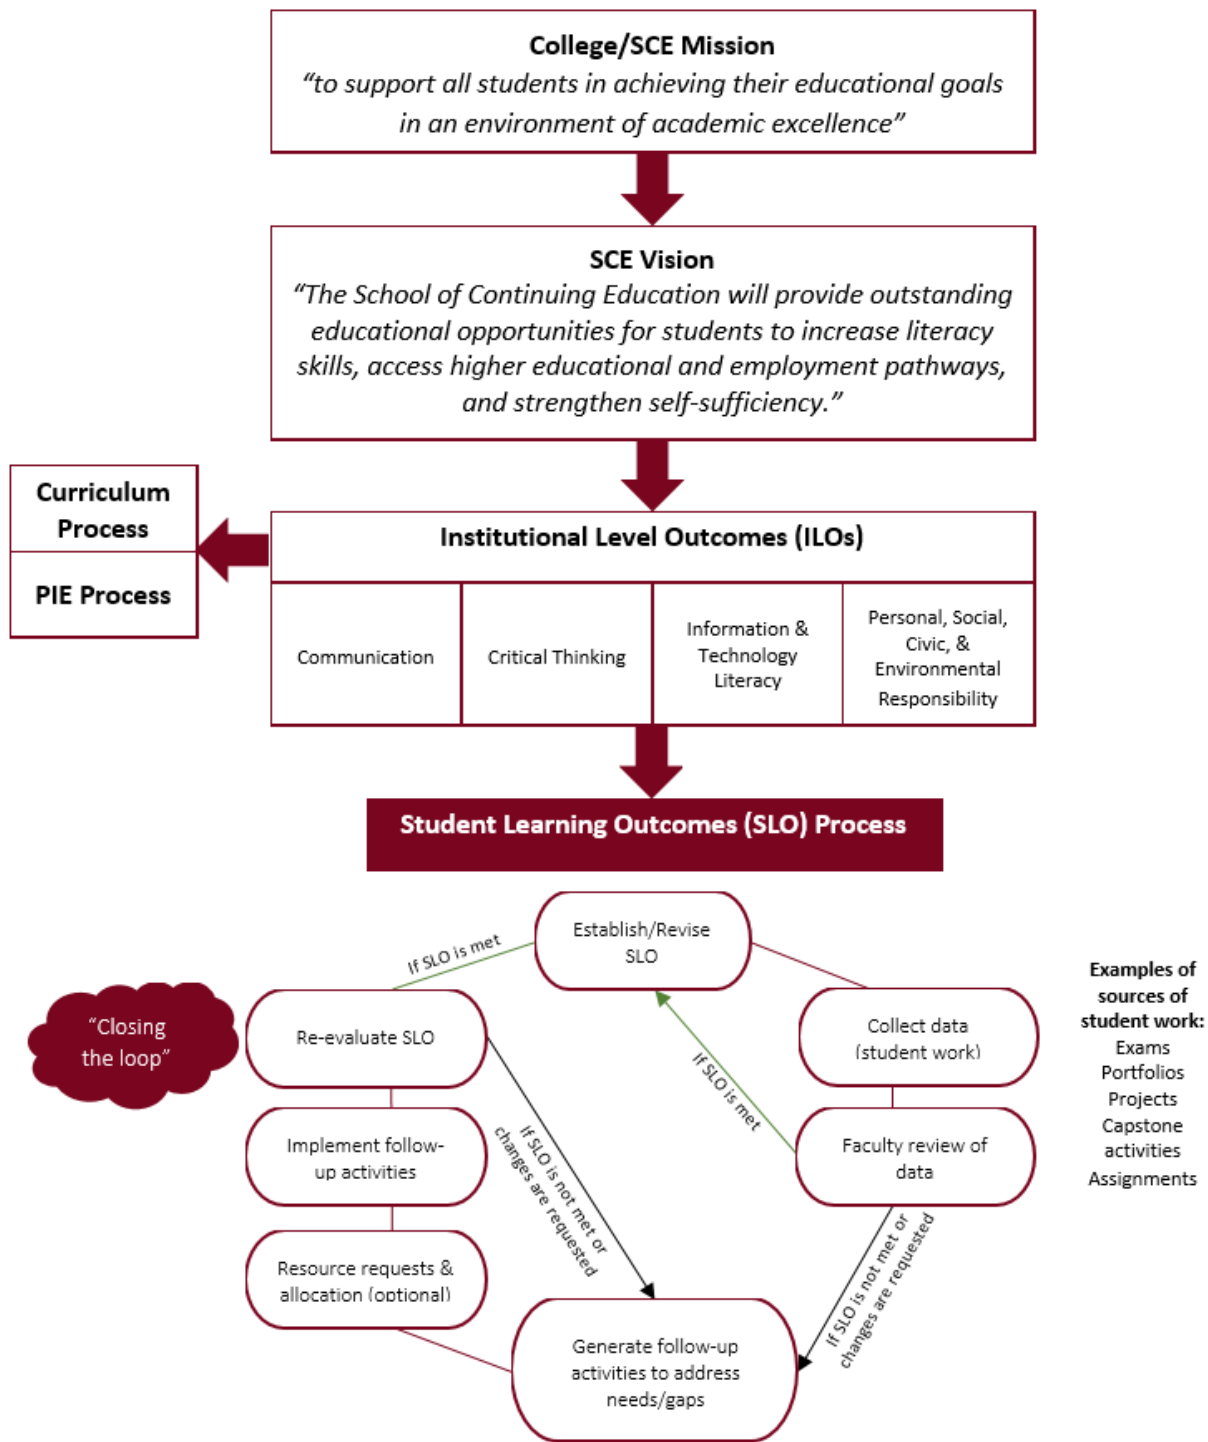 College/SCE Mission
“to support all students in achieving their educational goals
in an environment of academic excellence”
SCE Vision
“The School of Continuing Education will provide outstanding
educational opportunities for students to increase literacy
skills, access higher educational and employment pathways,
and strengthen self-sufficiency.”
Curriculum
Process
PIE Process
Institutional Level Outcomes (ILOs)
Communication
Critical Thinking
Information &
Technology
Literacy
Personal, Social,
Civic, &
Environmental
Responsibility
Student Learning Outcomes (SLO) Process
Establish/Revise
SLO
If SLO is met
“Closing
the loop”
Re-evaluate SLO
Collect data
(student work)
Examples of
sources of
student work:
Exams
Portfolios
Projects
Capstone
activities
Assignments
If SLO is met
Implement follow-
up activities
If SLO is not met or
changes are requested
Faculty review of
data
Resource requests &
allocation (optional)
If SLO is not met or
changes are requested
Generate follow-up
activities to address
needs/gaps